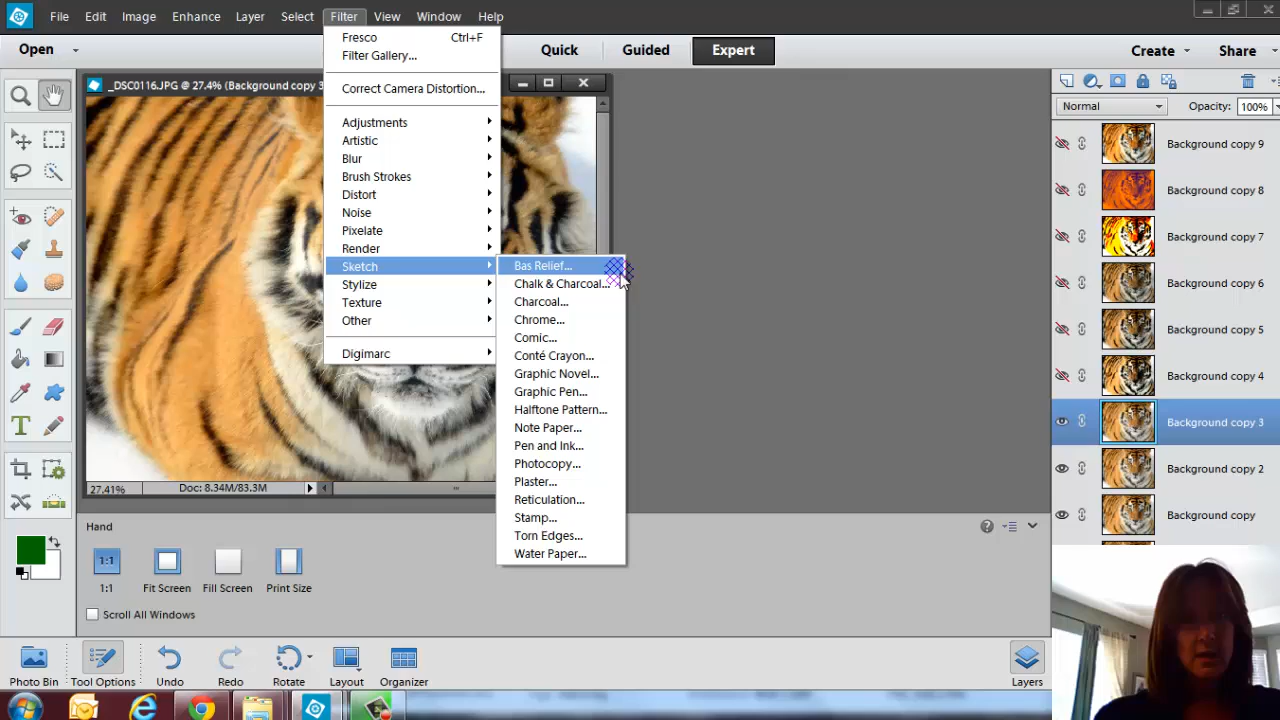 File Edit Image Enhance Layer Select Filter View Window Help
Open
Quick Guided Expert
Create Share
_DSC0116.JPG @ 27.4% (Background copy 3
Fresco Ctrl+F
Filter Gallery...
Correct Camera Distortion...
Adjustments
Artistic
Blur
Brush Strokes
Distort
Noise
Pixelate
Render
Sketch
Stylize
Texture
Other
Digimarc
Bas Relief...
Chalk & Charcoal...
Charcoal...
Chrome...
Comic...
Conté Crayon...
Graphic Novel...
Graphic Pen...
Halftone Pattern...
Note Paper...
Pen and Ink...
Photocopy...
Plaster...
Reticulation...
Stamp...
Torn Edges...
Water Paper...
Normal Opacity: 100%
Background copy 9
Background copy 8
Background copy 7
Background copy 6
Background copy 5
Background copy 4
Background copy 3
Background copy 2
Background copy
27.41% Doc: 8.34M/83.3M
Hand
1:1
1:1 Fit Screen Fill Screen Print Size
Scroll All Windows
Photo Bin Tool Options Undo Redo Rotate Layout Organizer Layers